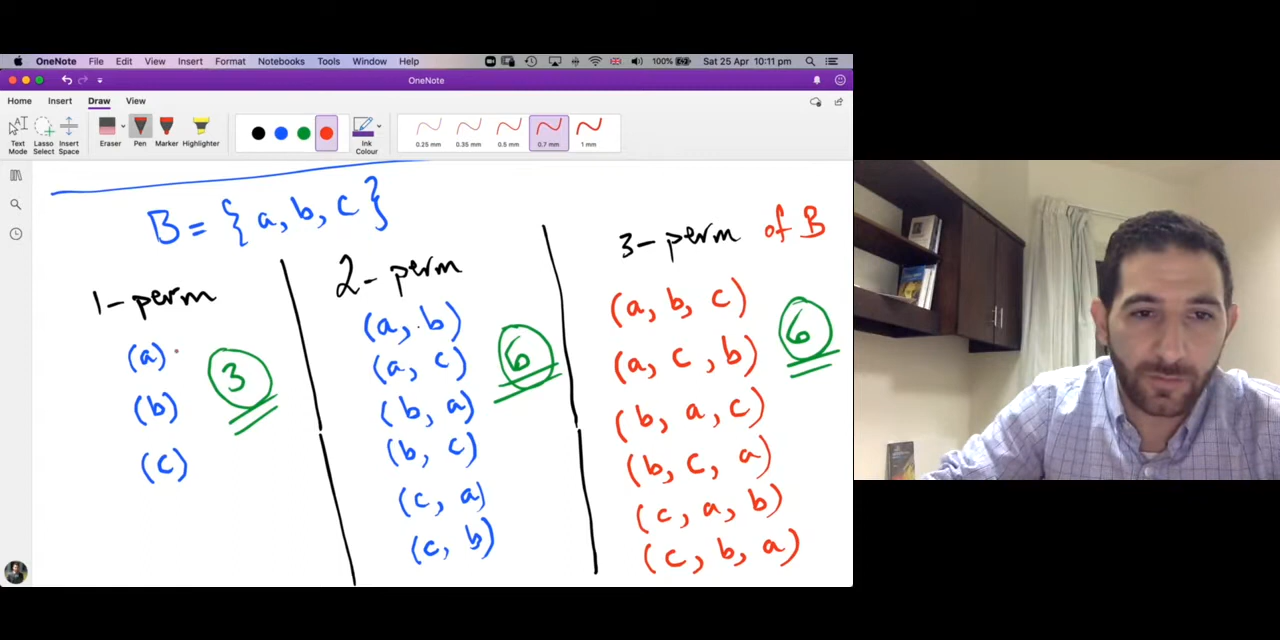 OneNote File Edit View Insert Format Notebooks Tools Window Help 100% Sat 25 Apr 10:11 pm
OneNote
Home Insert Draw View
Text Mode Lasso Select Insert Space Eraser Pen Marker Highlighter Ink Colour 0.25 mm 0.35 mm 0.5 mm 0.7 mm 1 mm
B = {a, b, c}
1-perm
(a)
(b)
(c)
3
2-perm
(a, b)
(a, c)
(b, a)
(b, c)
(c, a)
(c, b)
6
3-perm of B
(a, b, c)
(a, c, b)
(b, a, c)
(b, c, a)
(c, a, b)
(c, b, a)
6